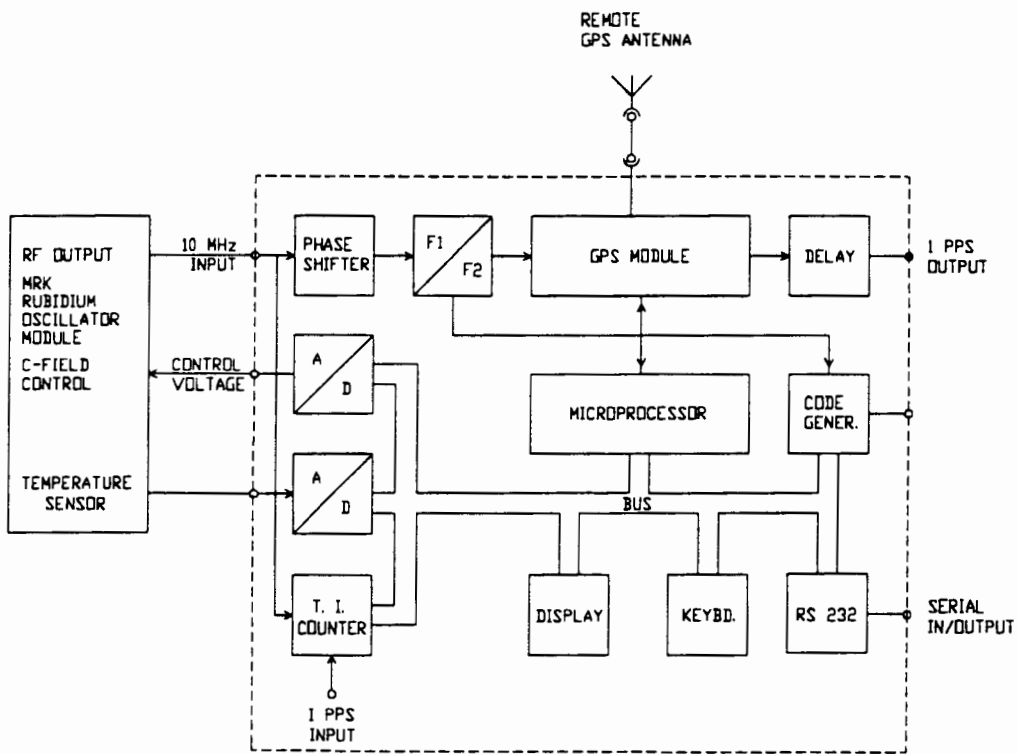 REMOTE
GPS ANTENNA
RF OUTPUT
MRK
RUBIDIUM
OSCILLATOR
MODULE
C-FIELD
CONTROL
TEMPERATURE
SENSOR
10 MHz
INPUT
PHASE
SHIFTER
F1
F2
GPS MODULE
DELAY
1 PPS
OUTPUT
CONTROL
VOLTAGE
A
D
MICROPROCESSOR
CODE
GENER.
A
D
BUS
T. I.
COUNTER
DISPLAY
KEYBD.
RS 232
SERIAL
IN/OUTPUT
1 PPS
INPUT